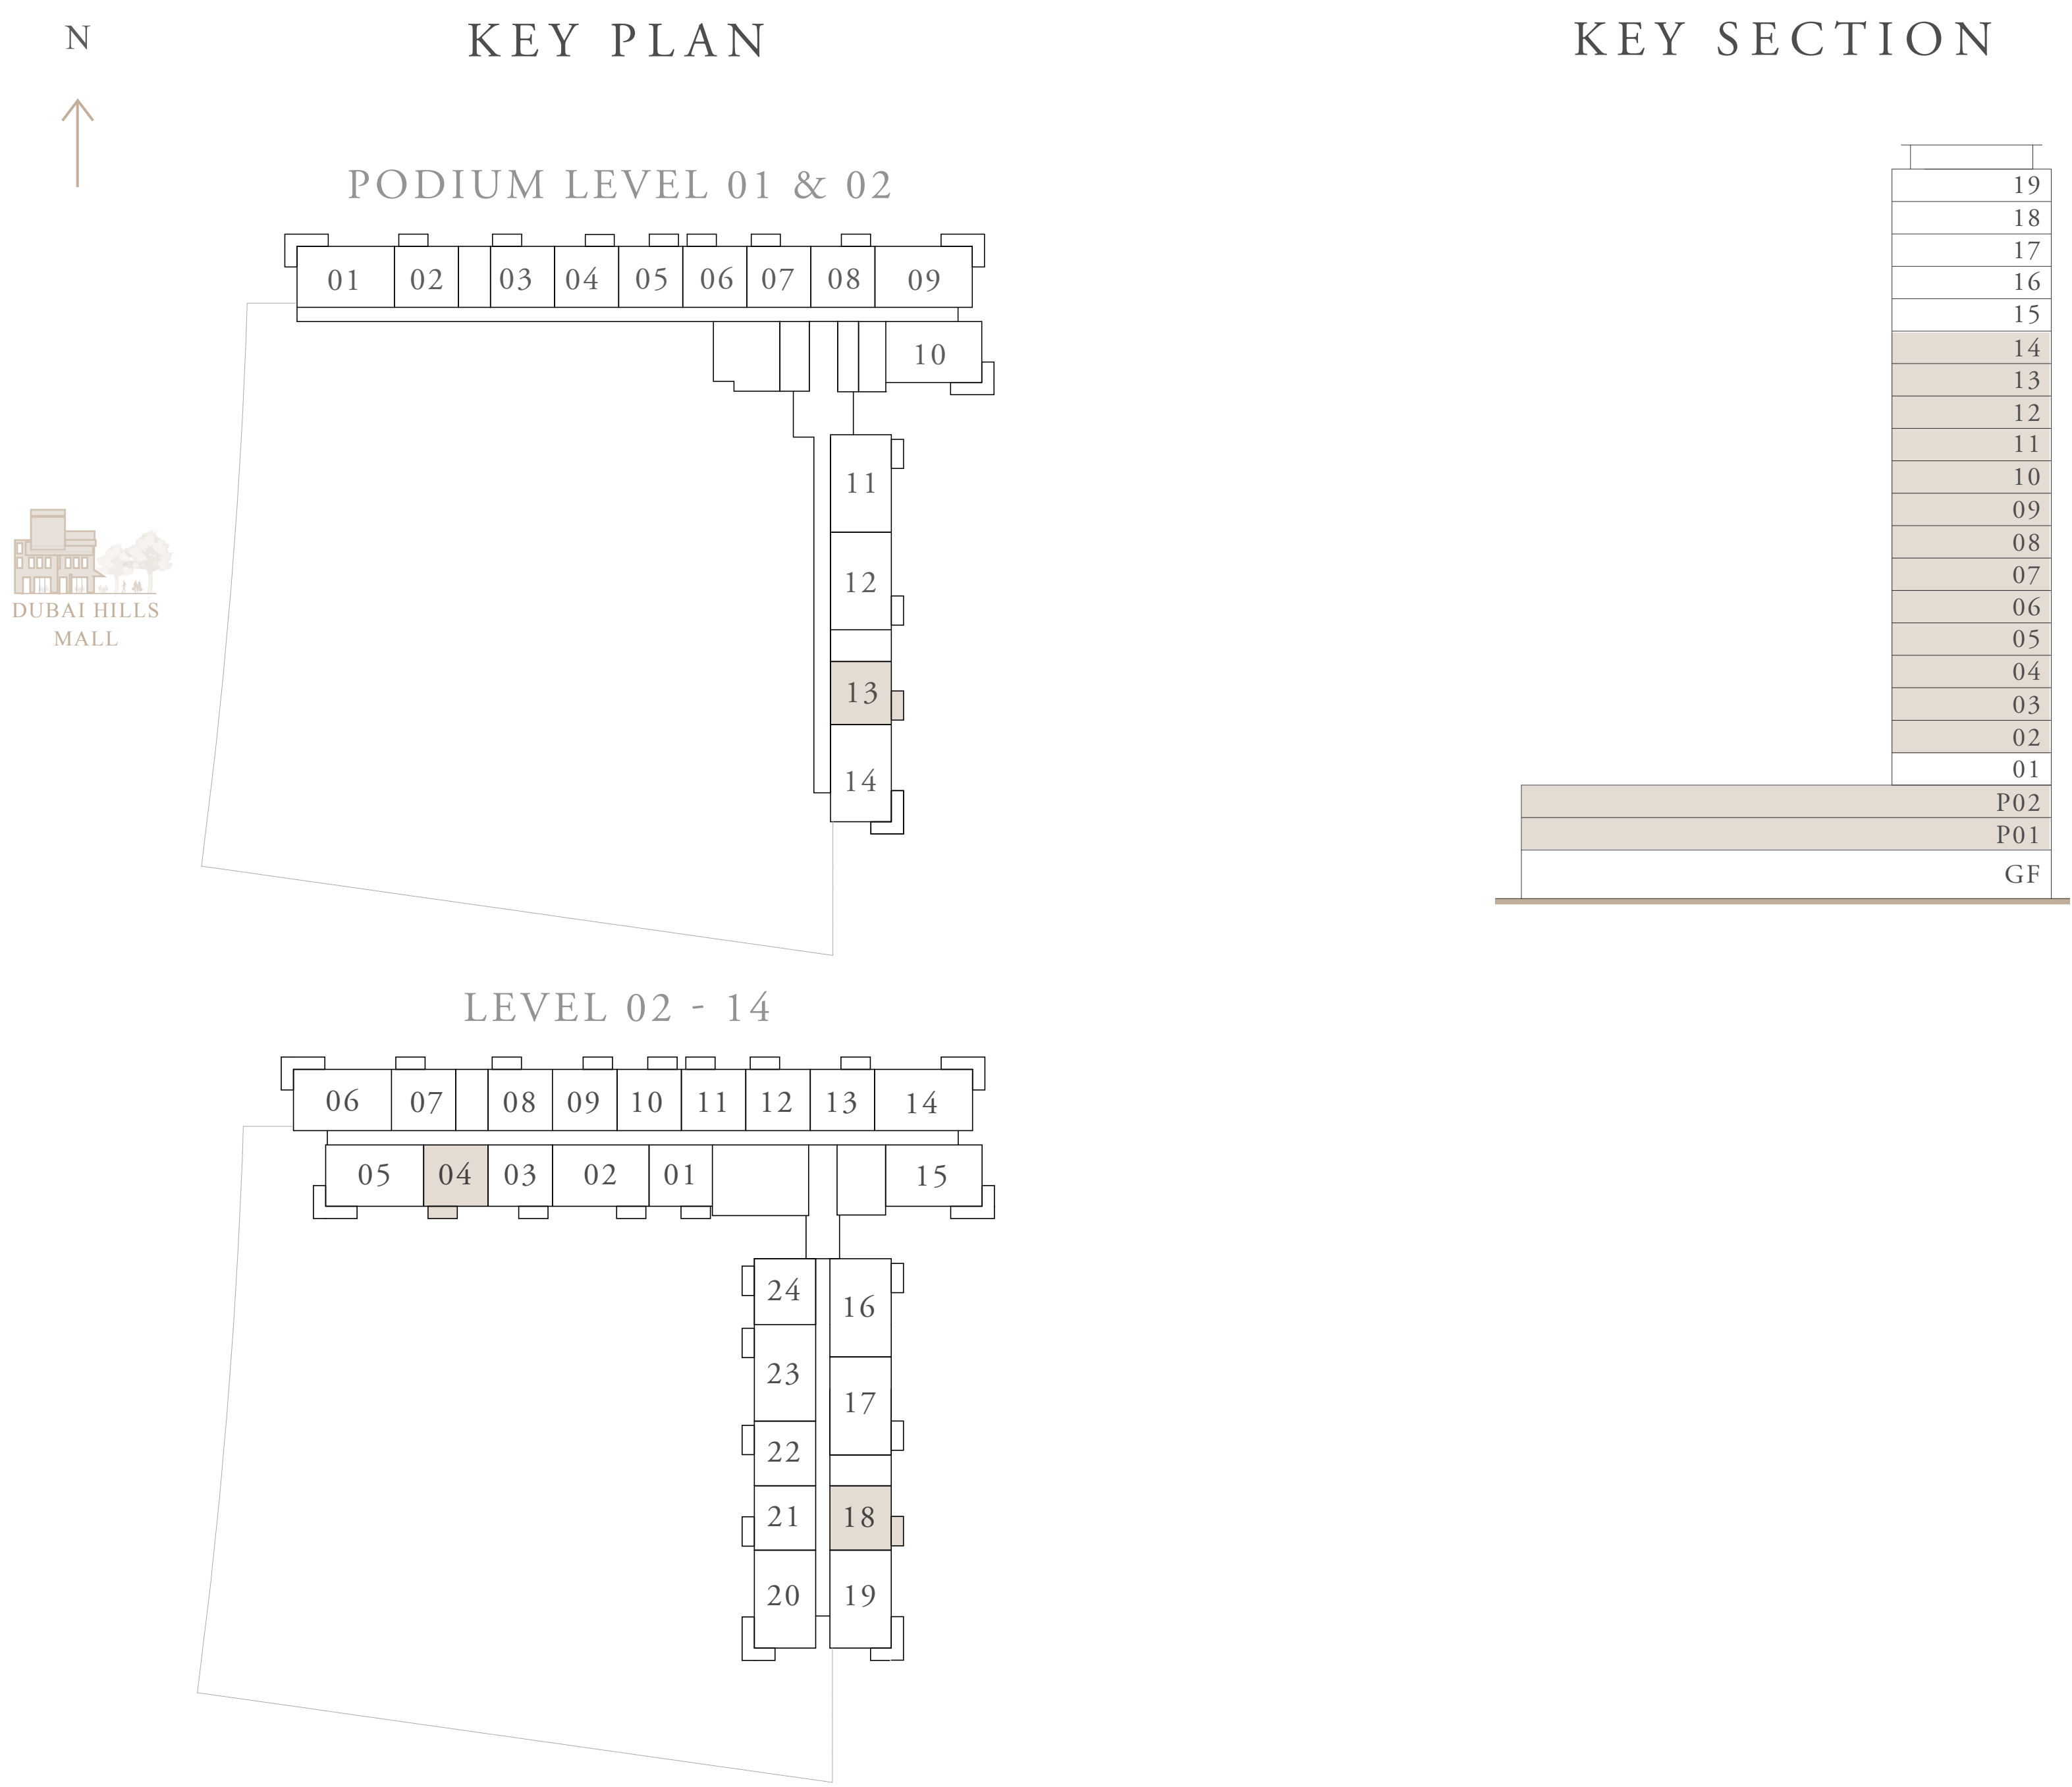 N
KEY PLAN
KEY SECTION
PODIUM LEVEL 01 & 02
01 02 03 04 05 06 07 08 09
10
11
12
13
14
DUBAI HILLS
MALL
19
18
17
16
15
14
13
12
11
10
09
08
07
06
05
04
03
02
01
P02
P01
GF
LEVEL 02 - 14
06 07 08 09 10 11 12 13 14
05 04 03 02 01 15
24 16
23 17
22
21 18
20 19